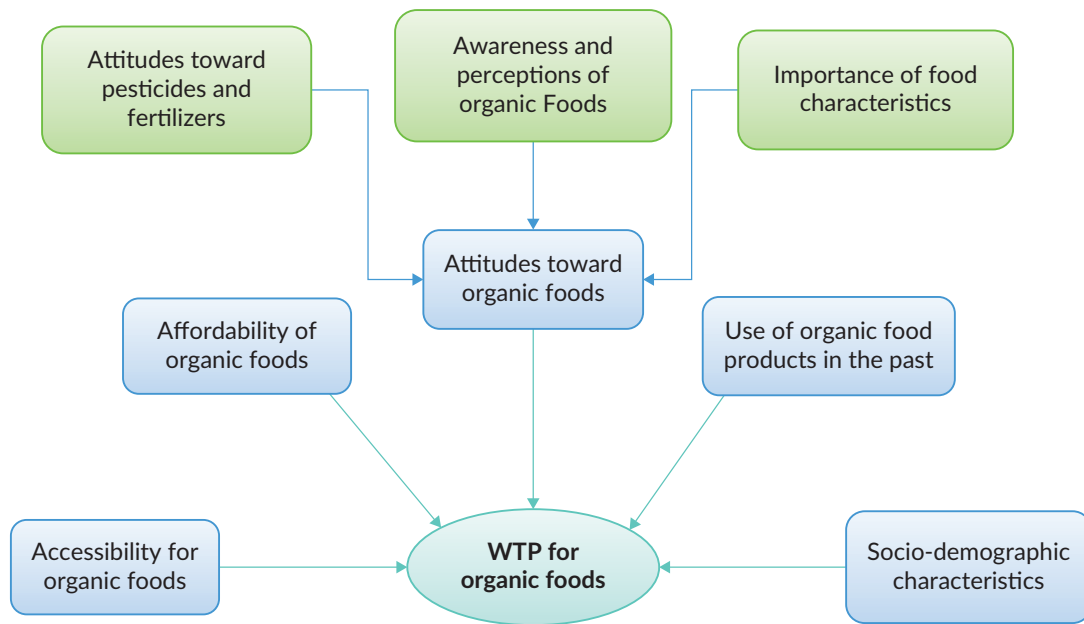 Attitudes toward
pesticides and
fertilizers
Awareness and
perceptions of
organic Foods
Importance of food
characteristics
Attitudes toward
organic foods
Affordability of
organic foods
Use of organic food
products in the past
Accessibility for
organic foods
WTP for
organic foods
Socio-demographic
characteristics